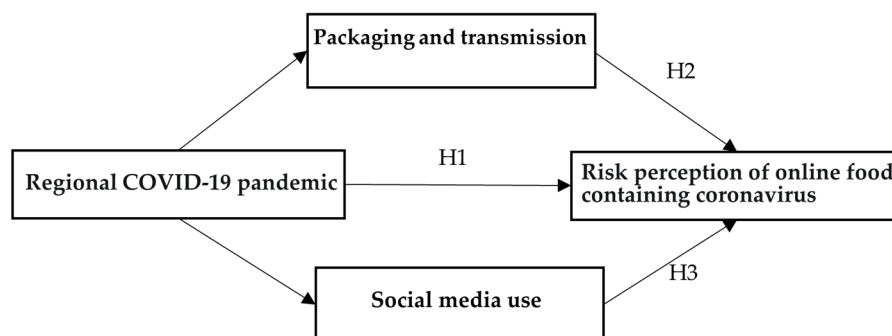 Packaging and transmission
H2
H1
Regional COVID-19 pandemic
Risk perception of online food
containing coronavirus
H3
Social media use